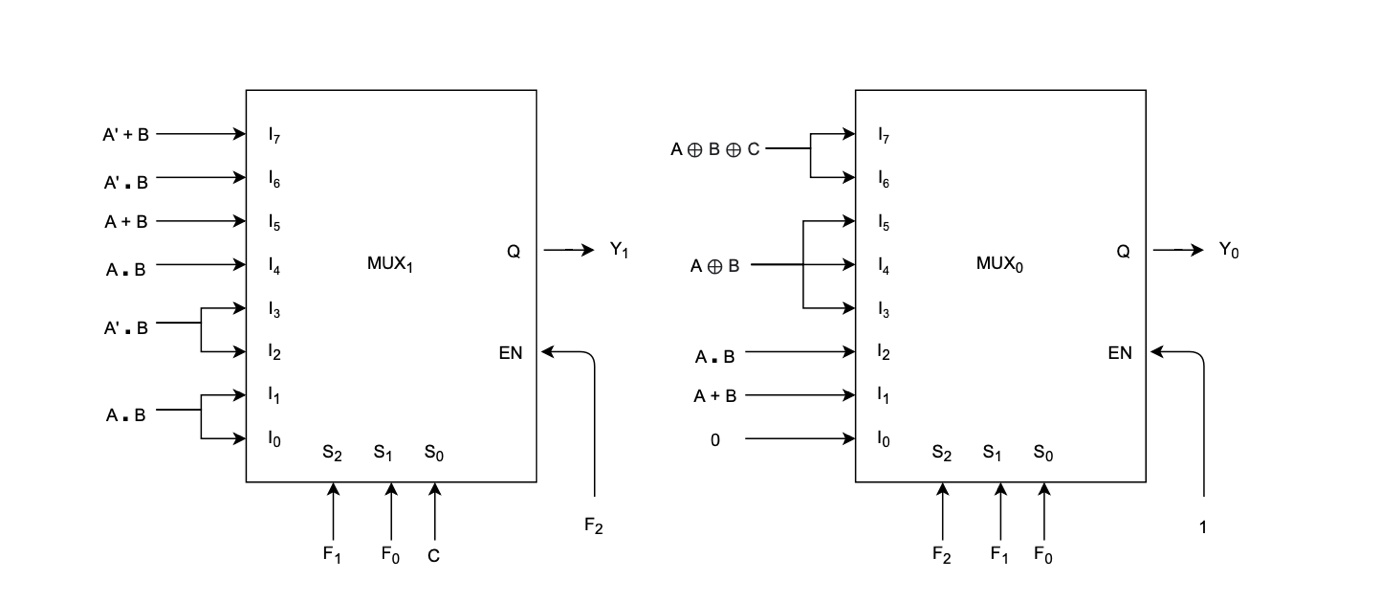 A' + B
I₇
A' . B
I₆
A + B
I₅
A . B
I₄
A' . B
I₃
I₂
A . B
I₁
I₀
MUX₁
Q
Y₁
EN
F₂
S₂ S₁ S₀
F₁ F₀ C
A ⊕ B ⊕ C
I₇
I₆
A ⊕ B
I₅
I₄
I₃
A . B
I₂
A + B
I₁
0
I₀
MUX₀
Q
Y₀
EN
1
S₂ S₁ S₀
F₂ F₁ F₀